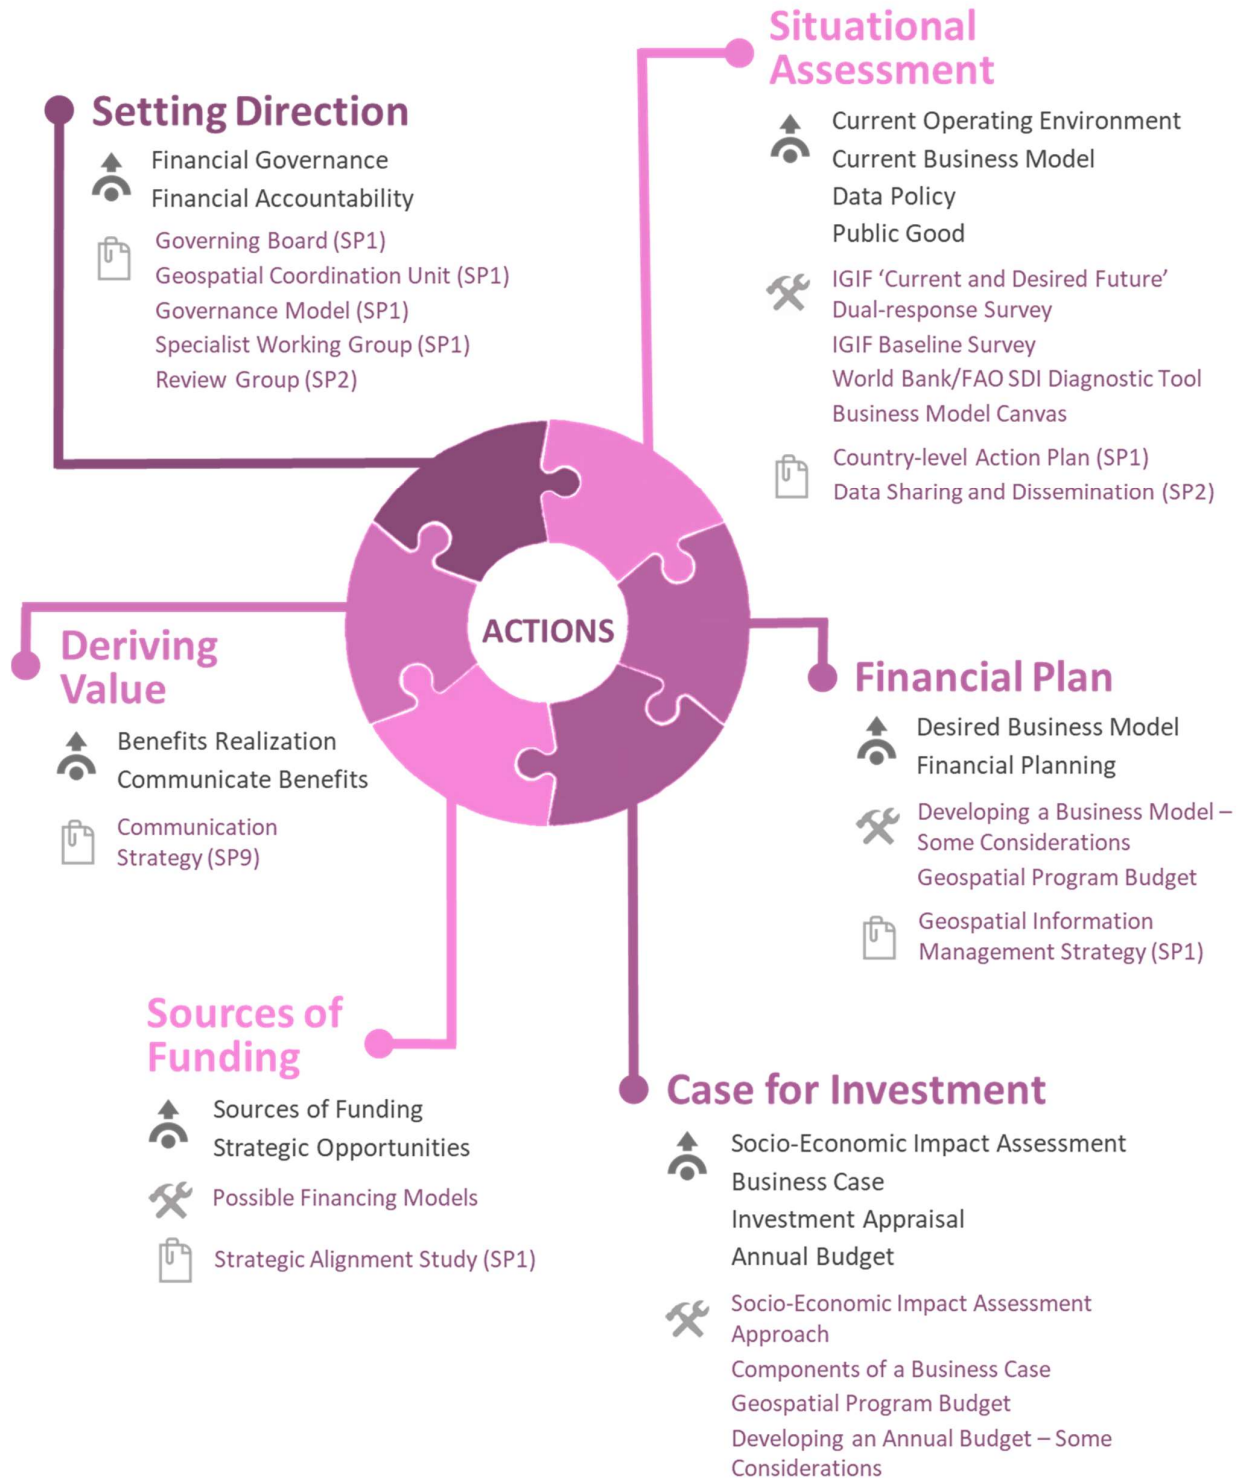 Setting Direction
Financial Governance
Financial Accountability
Governing Board (SP1)
Geospatial Coordination Unit (SP1)
Governance Model (SP1)
Specialist Working Group (SP1)
Review Group (SP2)
Situational
Assessment
Current Operating Environment
Current Business Model
Data Policy
Public Good
IGIF ‘Current and Desired Future’
Dual-response Survey
IGIF Baseline Survey
World Bank/FAO SDI Diagnostic Tool
Business Model Canvas
Country-level Action Plan (SP1)
Data Sharing and Dissemination (SP2)
ACTIONS
Financial Plan
Desired Business Model
Financial Planning
Developing a Business Model –
Some Considerations
Geospatial Program Budget
Geospatial Information
Management Strategy (SP1)
Case for Investment
Socio-Economic Impact Assessment
Business Case
Investment Appraisal
Annual Budget
Socio-Economic Impact Assessment
Approach
Components of a Business Case
Geospatial Program Budget
Developing an Annual Budget – Some
Considerations
Sources of
Funding
Sources of Funding
Strategic Opportunities
Possible Financing Models
Strategic Alignment Study (SP1)
Deriving
Value
Benefits Realization
Communicate Benefits
Communication
Strategy (SP9)